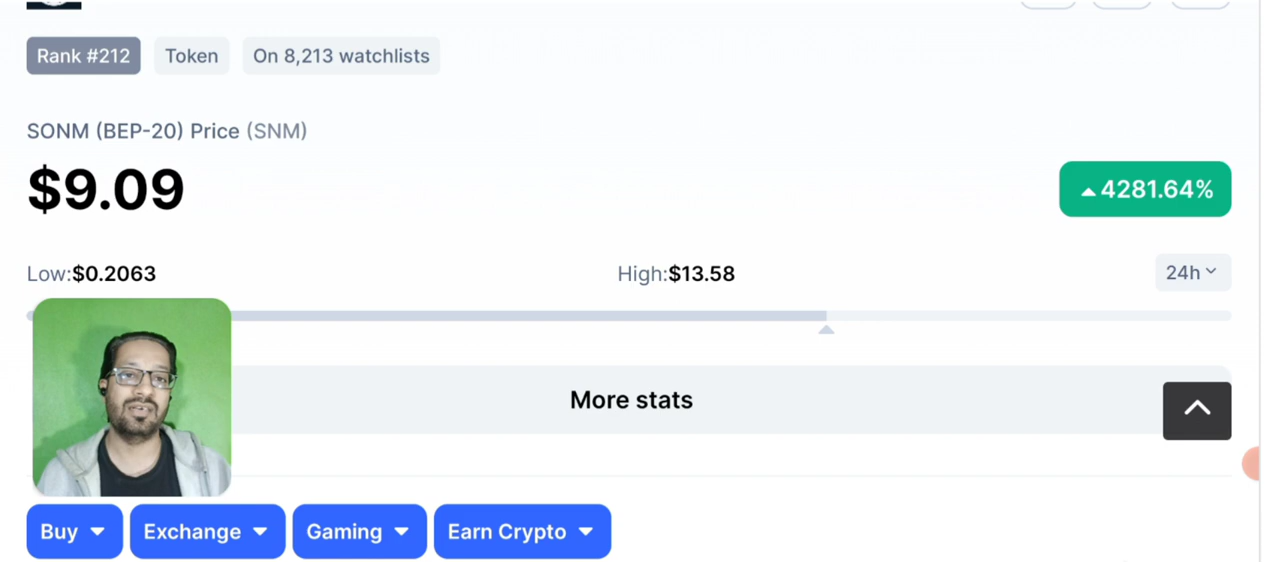 Rank #212 Token On 8,213 watchlists
SONM (BEP-20) Price (SNM)
$9.09
▲4281.64%
Low:$0.2063 High:$13.58 24h
More stats
Buy Exchange Gaming Earn Crypto